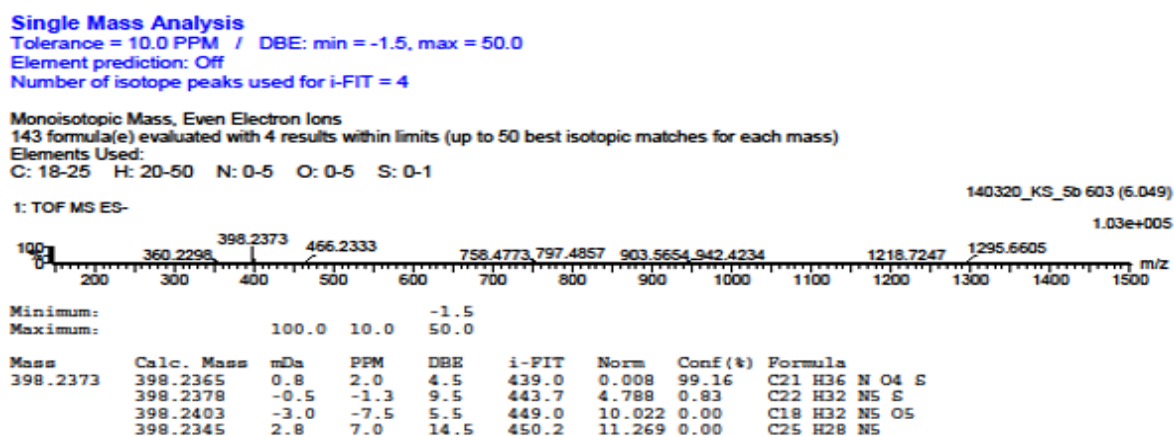 Single Mass Analysis
Tolerance = 10.0 PPM / DBE: min = -1.5, max = 50.0
Element prediction: Off
Number of isotope peaks used for i-FIT = 4
Monoisotopic Mass, Even Electron Ions
143 formula(e) evaluated with 4 results within limits (up to 50 best isotopic matches for each mass)
Elements Used:
C: 18-25 H: 20-50 N: 0-5 O: 0-5 S: 0-1
140320_KS_5b 603 (6.049)
1: TOF MS ES-
1.03e+005
100
%
0
360.2298 398.2373 466.2333 758.4773 797.4857 903.5654 942.4234 1218.7247 1295.6605
m/z
200 300 400 500 600 700 800 900 1000 1100 1200 1300 1400 1500
Minimum: -1.5
Maximum: 100.0 10.0 50.0
Mass Calc. Mass mDa PPM DBE i-FIT Norm Conf(%) Formula
398.2373 398.2365 0.8 2.0 4.5 439.0 0.008 99.16 C21 H36 N O4 S
398.2378 -0.5 -1.3 9.5 443.7 4.788 0.83 C22 H32 N5 S
398.2403 -3.0 -7.5 5.5 449.0 10.022 0.00 C18 H32 N5 O5
398.2345 2.8 7.0 14.5 450.2 11.269 0.00 C25 H28 N5